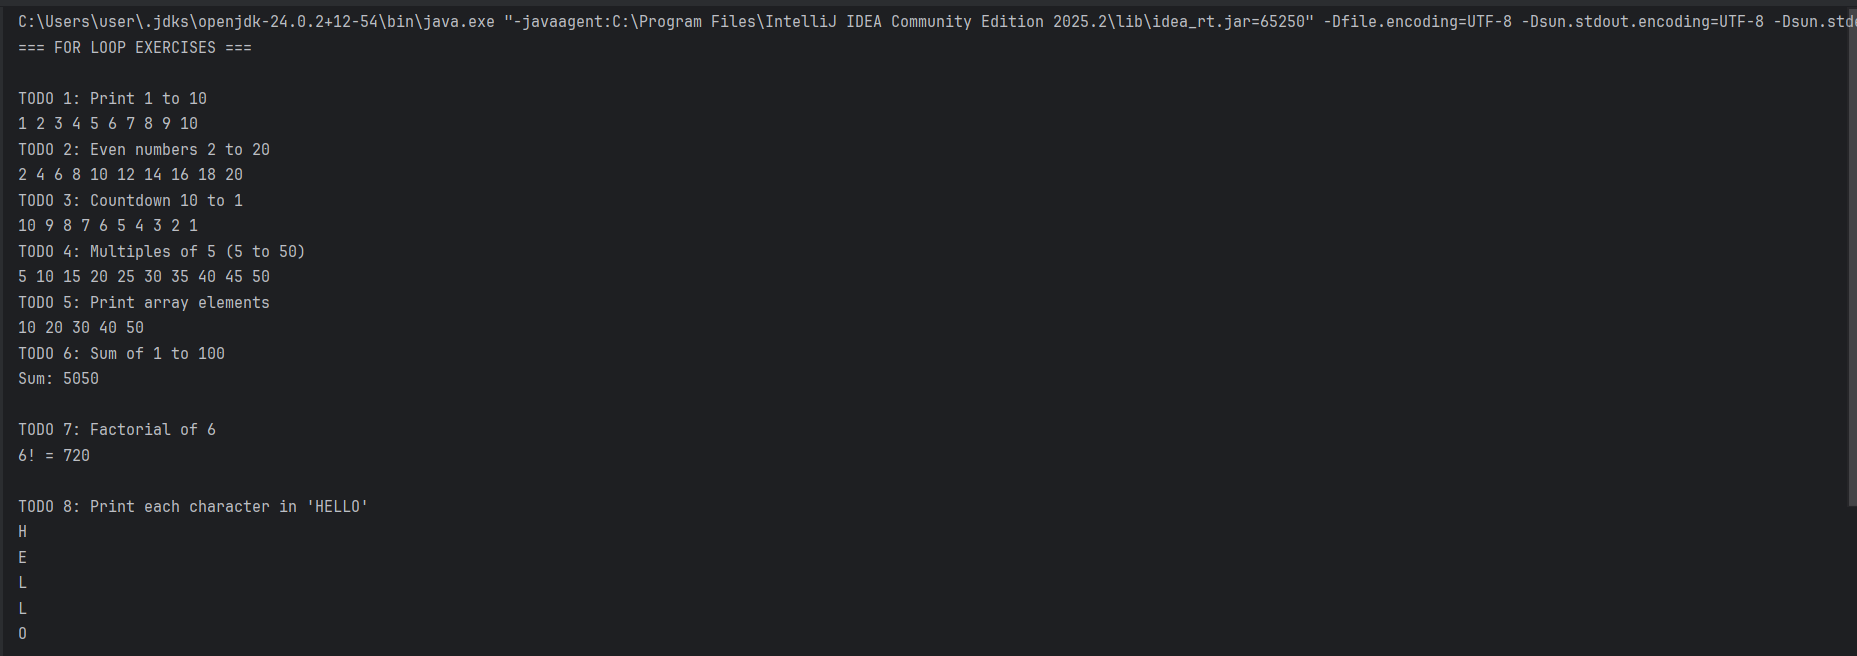 C:\Users\user\.jdks\openjdk-24.0.2+12-54\bin\java.exe "-javaagent:C:\Program Files\IntelliJ IDEA Community Edition 2025.2\lib\idea_rt.jar=65250" -Dfile.encoding=UTF-8 -Dsun.stdout.encoding=UTF-8
=== FOR LOOP EXERCISES ===
TODO 1: Print 1 to 10
1 2 3 4 5 6 7 8 9 10
TODO 2: Even numbers 2 to 20
2 4 6 8 10 12 14 16 18 20
TODO 3: Countdown 10 to 1
10 9 8 7 6 5 4 3 2 1
TODO 4: Multiples of 5 (5 to 50)
5 10 15 20 25 30 35 40 45 50
TODO 5: Print array elements
10 20 30 40 50
TODO 6: Sum of 1 to 100
Sum: 5050
TODO 7: Factorial of 6
6! = 720
TODO 8: Print each character in 'HELLO'
H
E
L
L
O